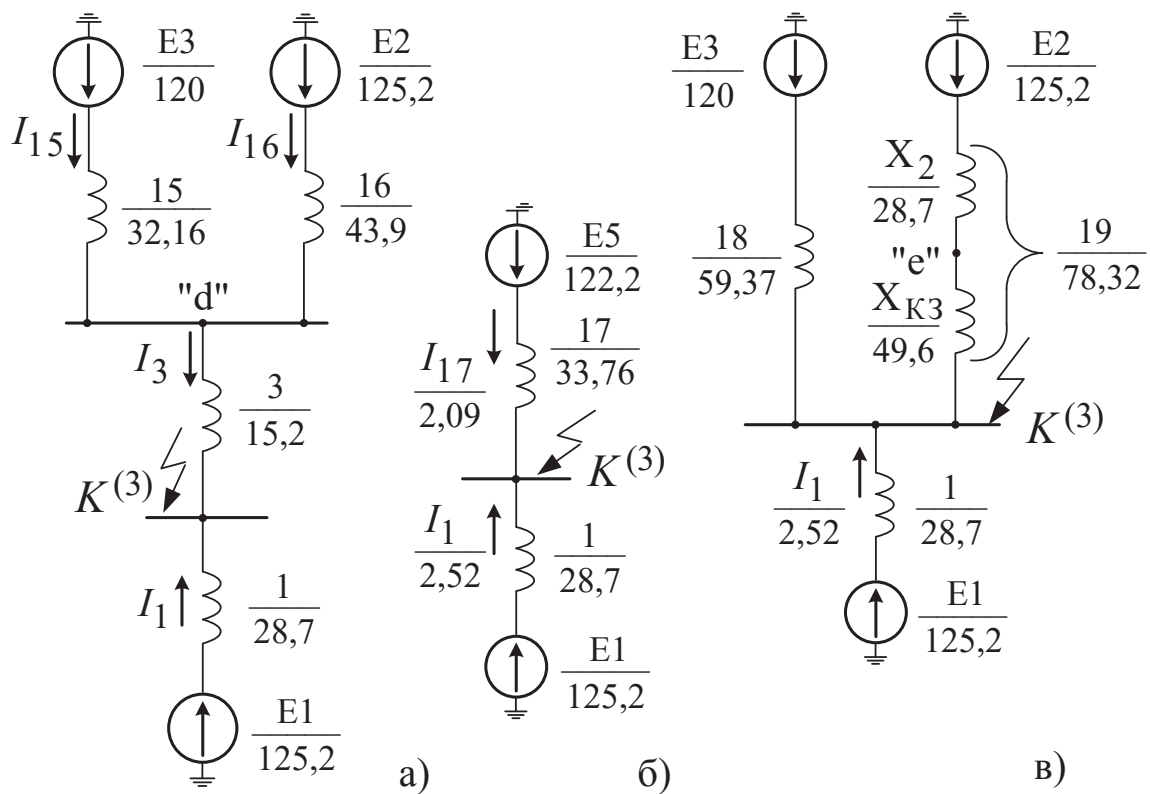 E3
120
E2
125,2
I15
I16
15
32,16
16
43,9
"d"
I3
3
15,2
K(3)
I1
1
28,7
E1
125,2
а)
E5
122,2
I17
2,09
17
33,76
K(3)
I1
2,52
1
28,7
E1
125,2
б)
E3
120
E2
125,2
18
59,37
X2
28,7
"e"
XКЗ
49,6
19
78,32
K(3)
I1
2,52
1
28,7
E1
125,2
в)